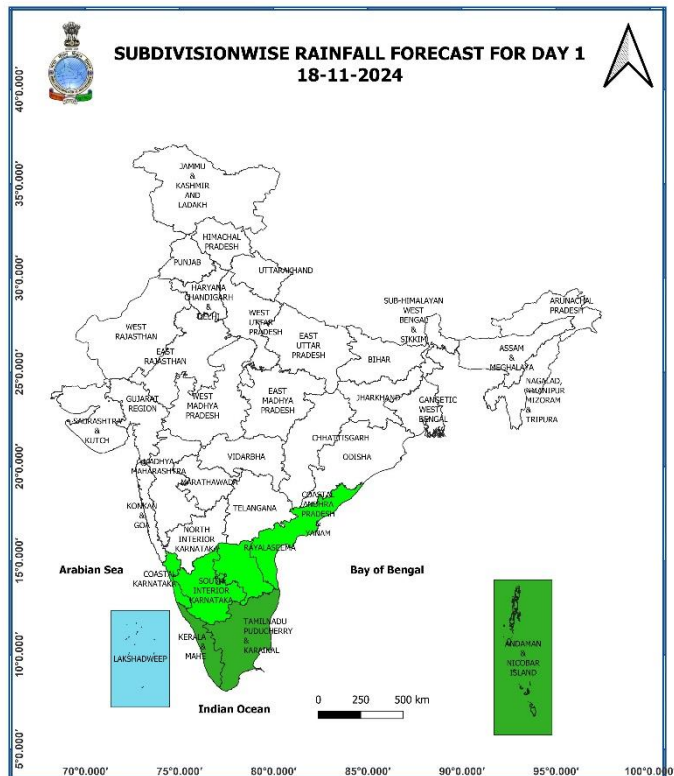 SUBDIVISIONWISE RAINFALL FORECAST FOR DAY 1
18-11-2024
40°0.000'
35°0.000'
30°0.000'
25°0.000'
20°0.000'
15°0.000'
10°0.000'
5°0.000'
JAMMU
&
KASHMIR
AND
LADAKH
HIMACHAL
PRADESH
PUNJAB
UTTARAKHAND
HARYANA
CHANDIGARH
&
DELHI
WEST
UTTAR
PRADESH
EAST
UTTAR
PRADESH
SUB-HIMALAYAN
WEST
BENGAL
&
SIKKIM
ARUNACHAL
PRADESH
WEST
RAJASTHAN
EAST
RAJASTHAN
BIHAR
ASSAM
&
MEGHALAYA
NAGALAD,
MANIPUR
MIZORAM
&
TRIPURA
GUJARAT
REGION
SAURASHTRA
&
KUTCH
WEST
MADHYA
PRADESH
EAST
MADHYA
PRADESH
JHARKHAND
GANGETIC
WEST
BENGAL
CHHATTISGARH
ODISHA
VIDARBHA
MADHYA
MAHARASHTRA
MARATHAWADA
KONKAN
&
GOA
TELANGANA
COASTAL
ANDHRA
PRADESH
&
YANAM
NORTH
INTERIOR
KARNATAKA
RAYALASEEMA
Arabian Sea
COASTAL
KARNATAKA
SOUTH
INTERIOR
KARNATAKA
Bay of Bengal
LAKSHADWEEP
KERALA
&
MAHE
TAMILNADU
PUDUCHERRY
&
KARAIKAL
ANDAMAN
&
NICOBAR
ISLAND
Indian Ocean
0 250 500 km
70°0.000' 75°0.000' 80°0.000' 85°0.000' 90°0.000' 95°0.000' 100°0.000'